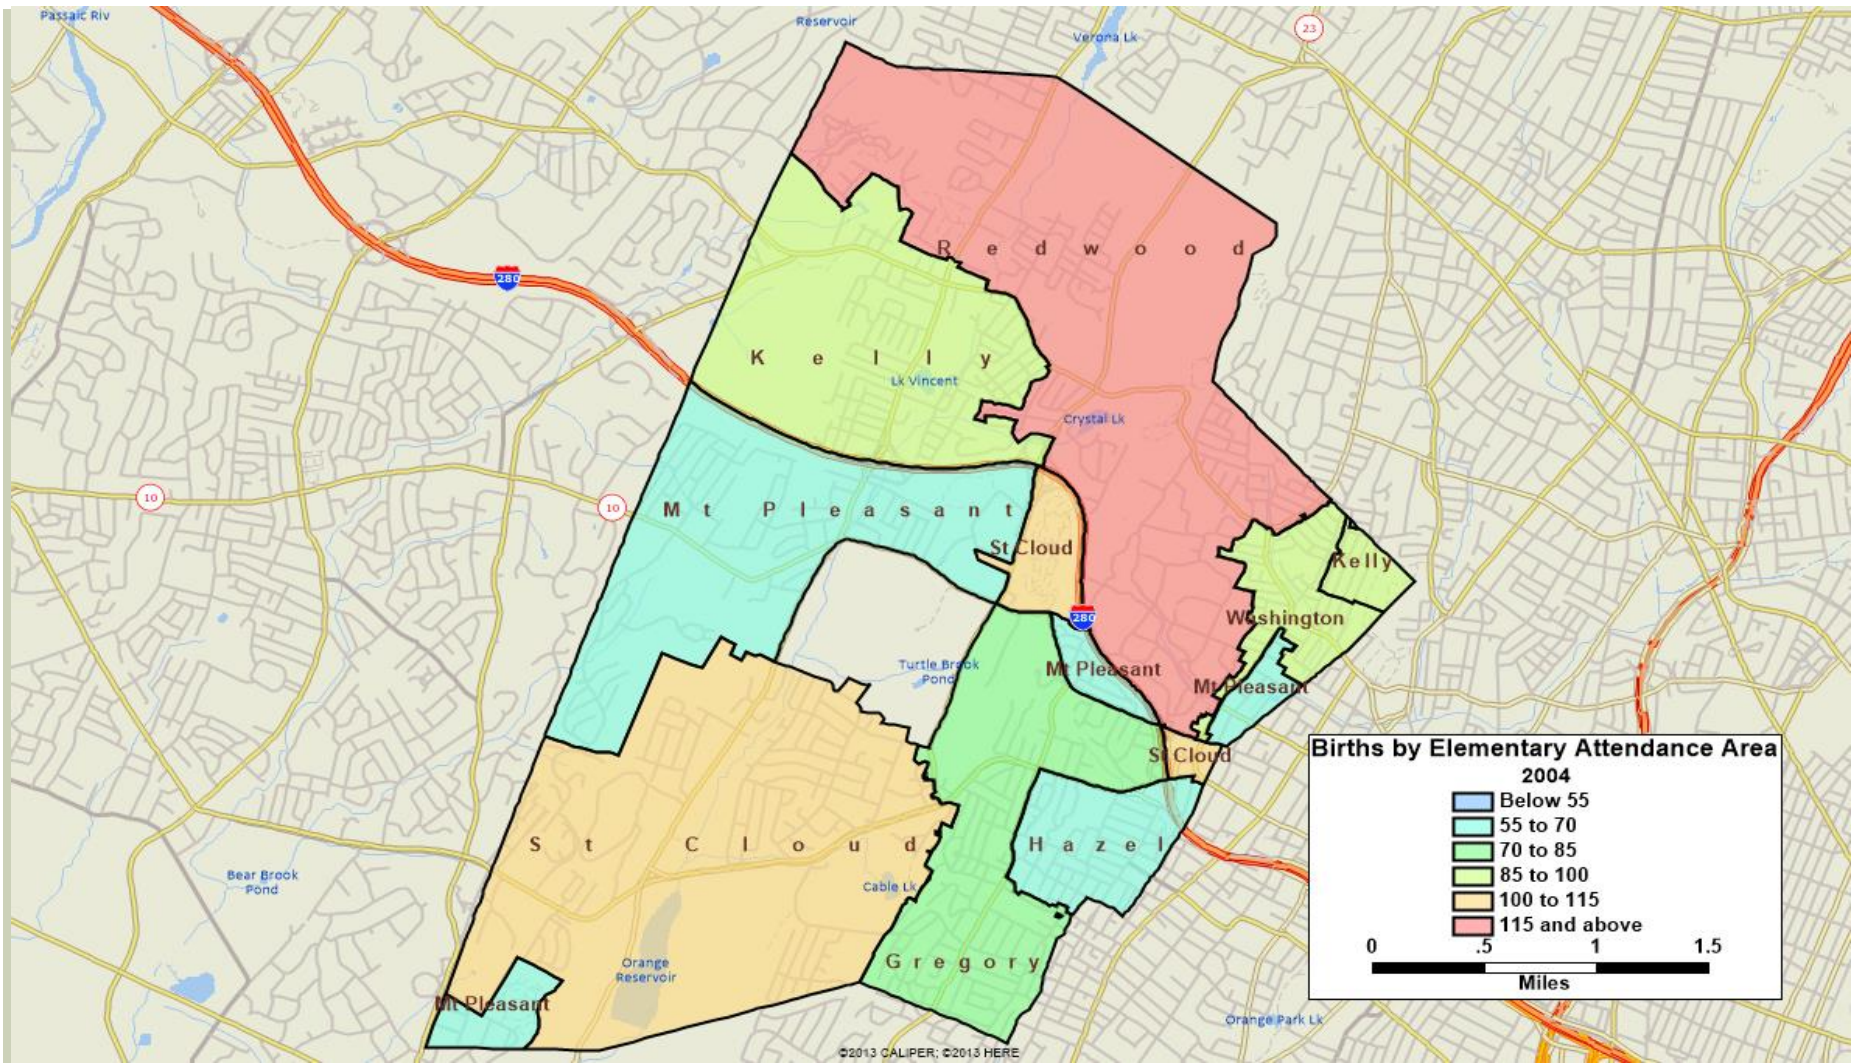 Passaic Riv
Reservoir
Verona Lk
23
280
R e d w o o d
K e l l y
Lk Vincent
Crystal Lk
10
10
M t P l e a s a n t
St Cloud
Kelly
280
Washington
Turtle Brook
Pond
Mt Pleasant
Mt Pleasant
St Cloud
S t C l o u d
H a z e l
Bear Brook
Pond
Cable Lk
G r e g o r y
Orange
Reservoir
Mt Pleasant
Orange Park Lk
Births by Elementary Attendance Area
2004
Below 55
55 to 70
70 to 85
85 to 100
100 to 115
115 and above
0 .5 1 1.5
Miles
©2013 CALIPER; ©2013 HERE